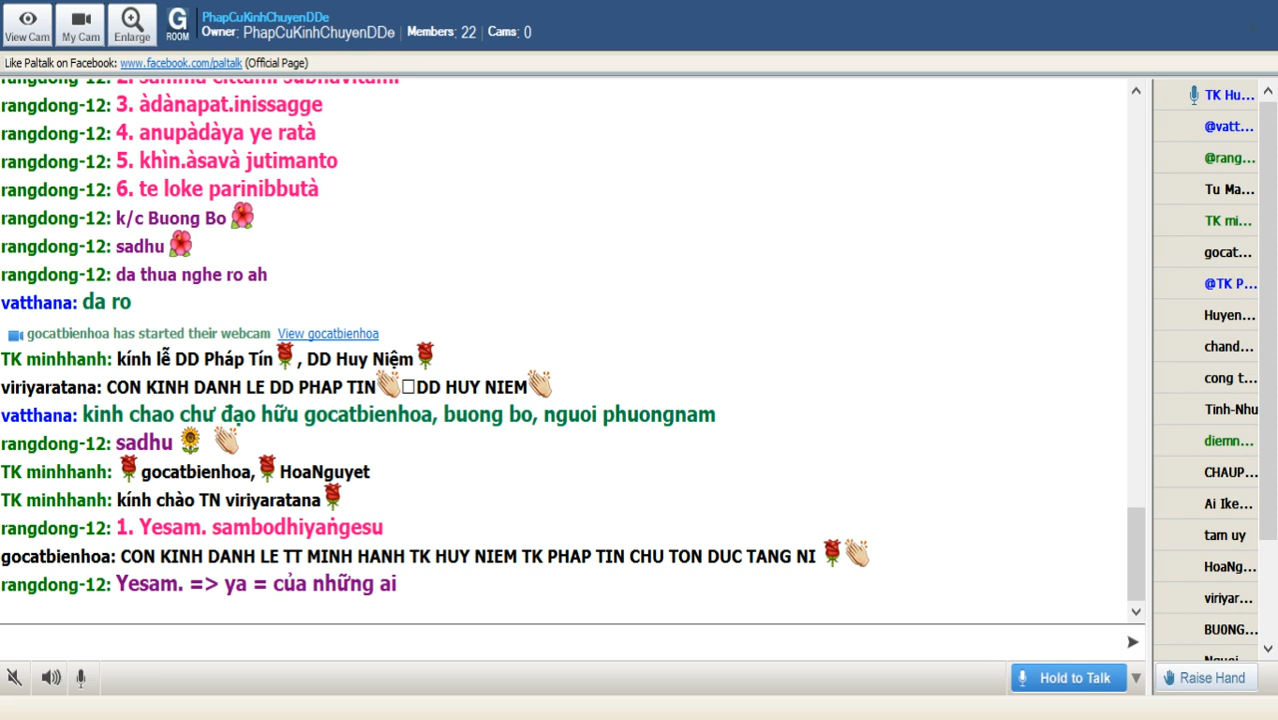 PhapCuKinhChuyenDDe
View Cam
My Cam
Enlarge
G
ROOM
Owner: PhapCuKinhChuyenDDe | Members: 22 | Cams: 0
Like Paltalk on Facebook: www.facebook.com/paltalk (Official Page)
rangdong-12: 3. àdànapat.inissagge
rangdong-12: 4. anupàdàya ye ratà
rangdong-12: 5. khìn.àsavà jutimanto
rangdong-12: 6. te loke parinibbutà
rangdong-12: k/c Buong Bo
rangdong-12: sadhu
rangdong-12: da thua nghe ro ah
vatthana: da ro
gocatbienhoa has started their webcam View gocatbienhoa
TK minhhanh: kính lễ DD Pháp Tín, DD Huy Niệm
viriyaratana: CON KINH DANH LE DD PHAP TIN DD HUY NIEM
vatthana: kinh chao chư đạo hữu gocatbienhoa, buong bo, nguoi phuongnam
rangdong-12: sadhu
TK minhhanh: gocatbienhoa, HoaNguyet
TK minhhanh: kính chào TN viriyaratana
rangdong-12: 1. Yesam. sambodhiyaṅgesu
gocatbienhoa: CON KINH DANH LE TT MINH HANH TK HUY NIEM TK PHAP TIN CHU TON DUC TANG NI
rangdong-12: Yesam. => ya = của những ai
TK Hu...
@vatt...
@rang...
Tu Ma...
TK mi...
gocat...
@TK P...
Huyen...
chand...
cong t...
Tinh-Nhu
diemn...
CHAUP...
Ai Ike...
tam uy
HoaNg...
viriyar...
BUONG...
Hold to Talk
Raise Hand